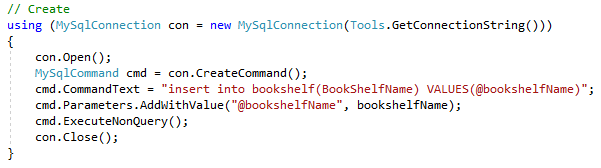 // Create
using (MySqlConnection con = new MySqlConnection(Tools.GetConnectionString()))
{
    con.Open();
    MySqlCommand cmd = con.CreateCommand();
    cmd.CommandText = "insert into bookshelf(BookShelfName) VALUES(@bookshelfName)";
    cmd.Parameters.AddWithValue("@bookshelfName", bookshelfName);
    cmd.ExecuteNonQuery();
    con.Close();
}